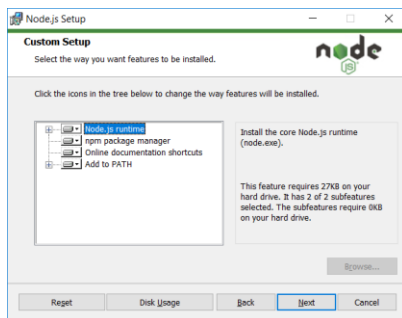 Node.js Setup
Custom Setup
Select the way you want features to be installed.
node
JS
Click the icons in the tree below to change the way features will be installed.
Node.js runtime
npm package manager
Online documentation shortcuts
Add to PATH
Install the core Node.js runtime
(node.exe).
This feature requires 27KB on your
hard drive. It has 2 of 2 subfeatures
selected. The subfeatures require 0KB
on your hard drive.
Browse...
Reset
Disk Usage
Back
Next
Cancel